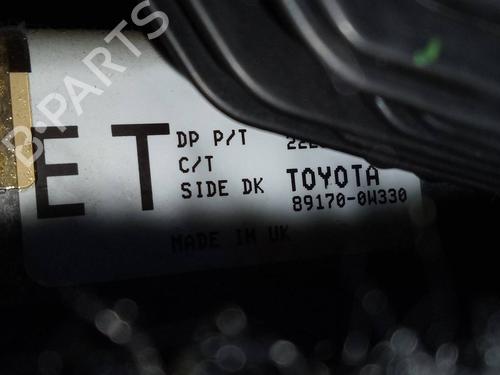 B-PARTS
ET
DP P/T
C/T
SIDE DK TOYOTA
89170-0W330
MADE IN UK